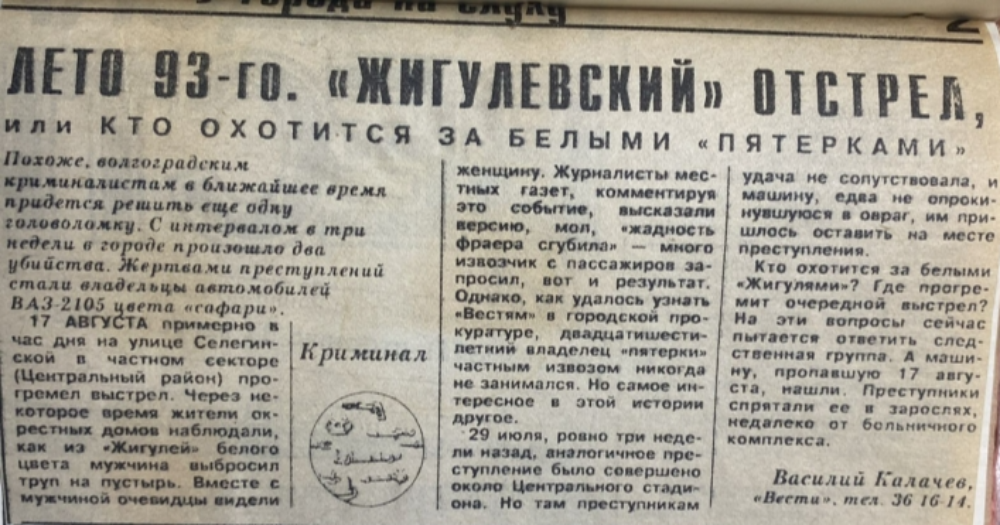 города на слуху
2
ЛЕТО 93-го. «ЖИГУЛЕВСКИЙ» ОТСТРЕЛ,
или КТО ОХОТИТСЯ ЗА БЕЛЫМИ «ПЯТЕРКАМИ»
Похоже, волгоградским
криминалистам в ближайшее время
придется решить еще одну
головоломку. С интервалом в три
недели в городе произошло два
убийства. Жертвами преступлений
стали владельцы автомобилей
ВАЗ-2105 цвета «сафари».
17 АВГУСТА примерно в
час дня на улице Селегин-
ской в частном секторе
(Центральный район) про-
гремел выстрел. Через не-
которое время жители ок-
рестных домов наблюдали,
как из «Жигулей» белого
цвета мужчина выбросил
труп на пустырь. Вместе с
мужчиной очевидцы видели
Криминал
женщину. Журналисты мес-
тных газет, комментируя
это событие, высказали
версию, мол, «жадность
фраера сгубила» — много
извозчик с пассажиров за-
просил, вот и результат.
Однако, как удалось узнать
«Вестям» в городской про-
куратуре, двадцатишести-
летний владелец «пятерки»
частным извозом никогда
не занимался. Но самое ин-
тересное в этой истории
другое.
29 июля, ровно три неде-
ли назад, аналогичное пре-
ступление было совершено
около Центрального стади-
она. Но там преступникам
удача не сопутствовала, и
машину, едва не опроки-
нувшуюся в овраг, им при-
шлось оставить на месте
преступления.
Кто охотится за белыми
«Жигулями»? Где прогре-
мит очередной выстрел?
На эти вопросы сейчас
пытается ответить след-
ственная группа. А маши-
ну, пропавшую 17 авгу-
ста, нашли. Преступники
спрятали ее в зарослях,
недалеко от больничного
комплекса.
Василий Калачев,
«Вести», тел. 36 16-14.